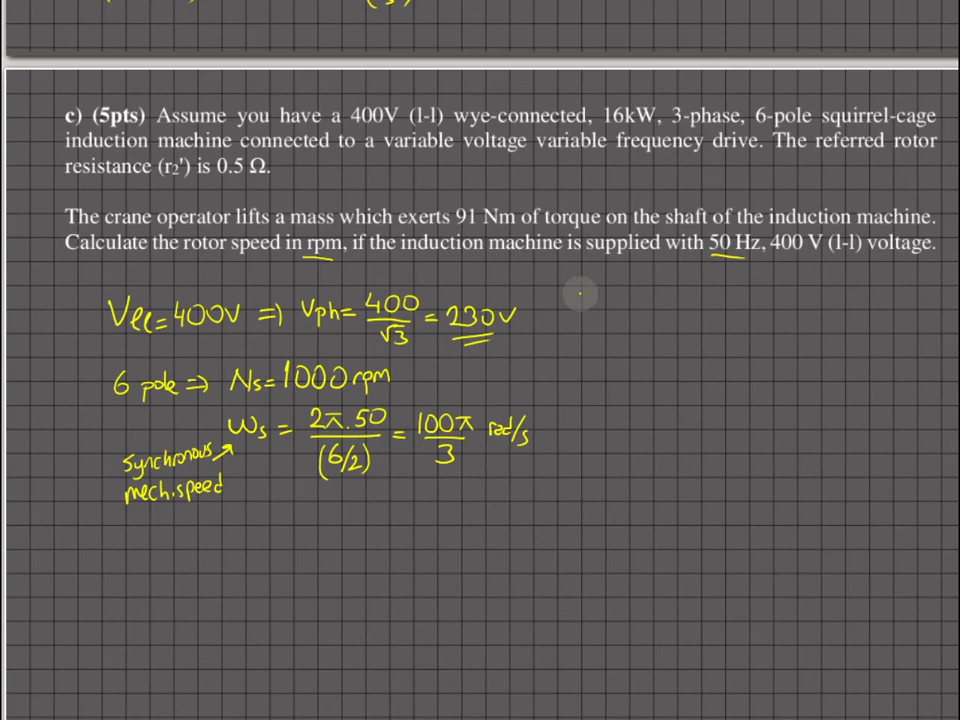 c) (5pts) Assume you have a 400V (l-l) wye-connected, 16kW, 3-phase, 6-pole squirrel-cage
induction machine connected to a variable voltage variable frequency drive. The referred rotor
resistance (r₂') is 0.5 Ω.
The crane operator lifts a mass which exerts 91 Nm of torque on the shaft of the induction machine.
Calculate the rotor speed in rpm, if the induction machine is supplied with 50 Hz, 400 V (l-l) voltage.
Vll = 400V ⇒ Vph = 400/√3 = 230V
6 pole ⇒ Ns = 1000 rpm
ωs = 2π.50/(6/2) = 100π/3 rad/s
synchronous
mech.speed